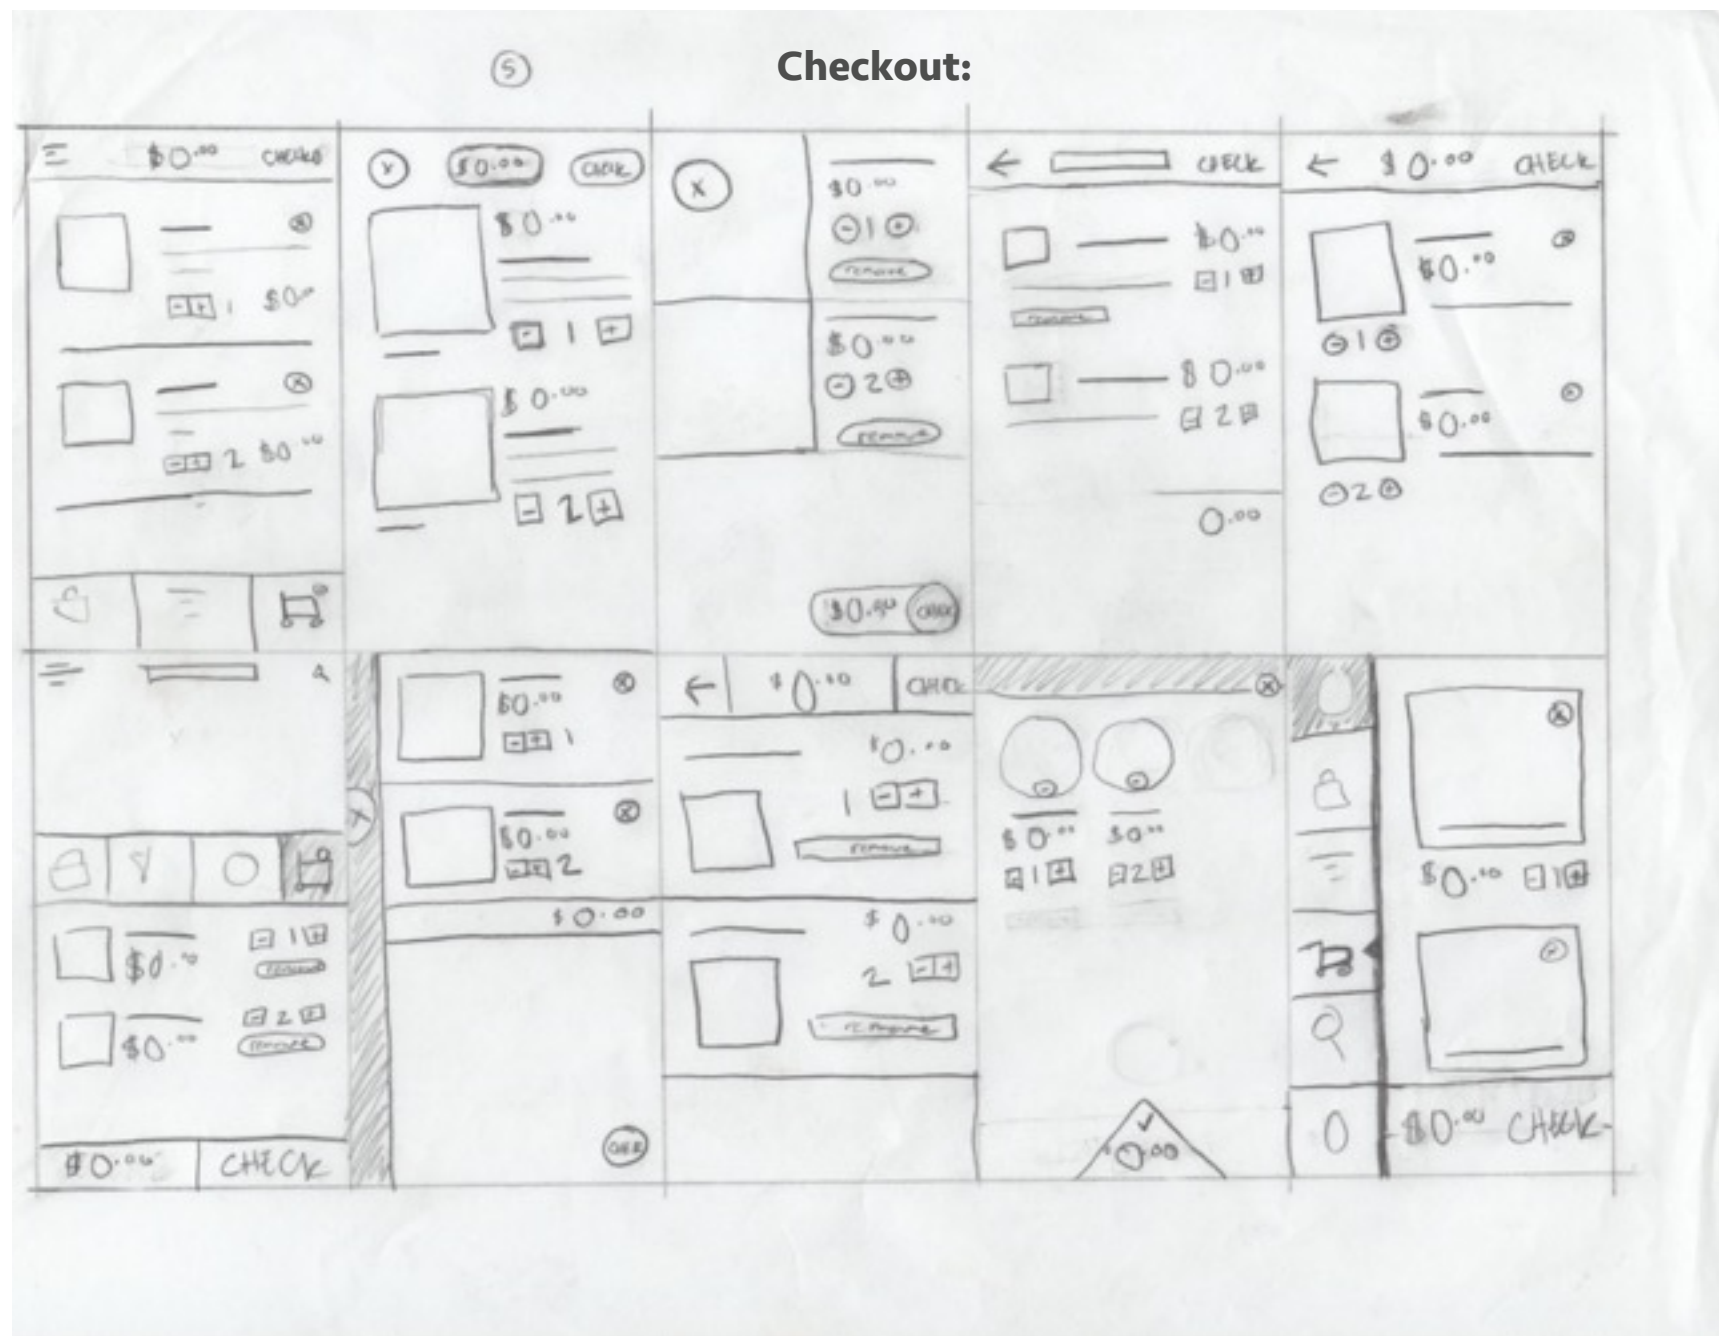 Checkout:
5
$0.00 CHECK
1 $0.00
2 $0.00
X $0.00 CHECK
$0.00
- 1 +
$0.00
- 2 +
X
$0.00
- 1 +
remove
$0.00
- 2 +
remove
$0.00 CHECK
← CHECK
$0.00
- 1 +
remove
$0.00
- 2 +
0.00
← $0.00 CHECK
X
$0.00
- 1 +
X
$0.00
- 2 +
- 1 +
$0.00 remove
- 2 +
$0.00 remove
$0.00 CHECK
X
X
$0.00
- + 1
X
$0.00
- + 2
$0.00
← $0.00 CHECK
$0.00
1 - +
remove
$0.00
2 - +
remove
X
$0.00 $0.00
- 1 + - 2 +
✓
$0.00
X
$0.00 - 1 +
$0.00 CHECK